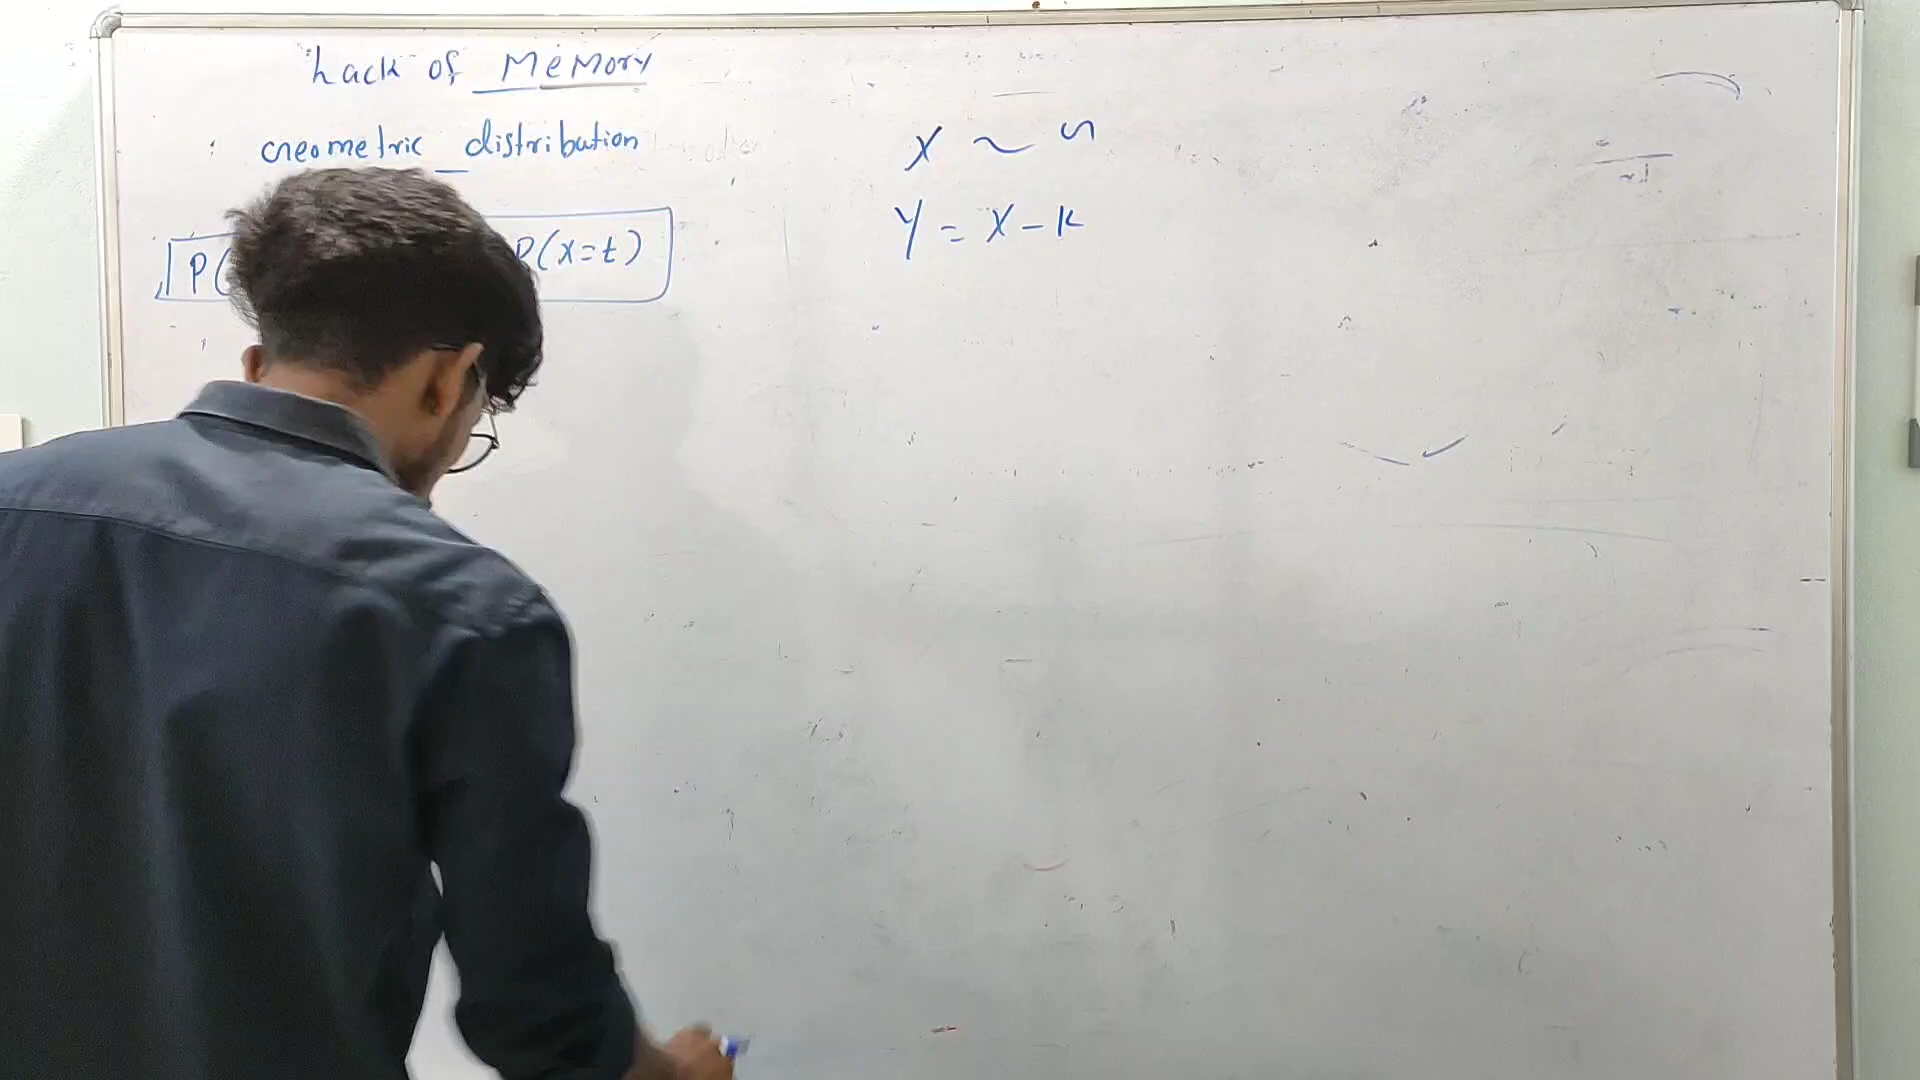 Lack of Memory
Geometric distribution
P( P(x=t)
X ~ G
Y = X - K